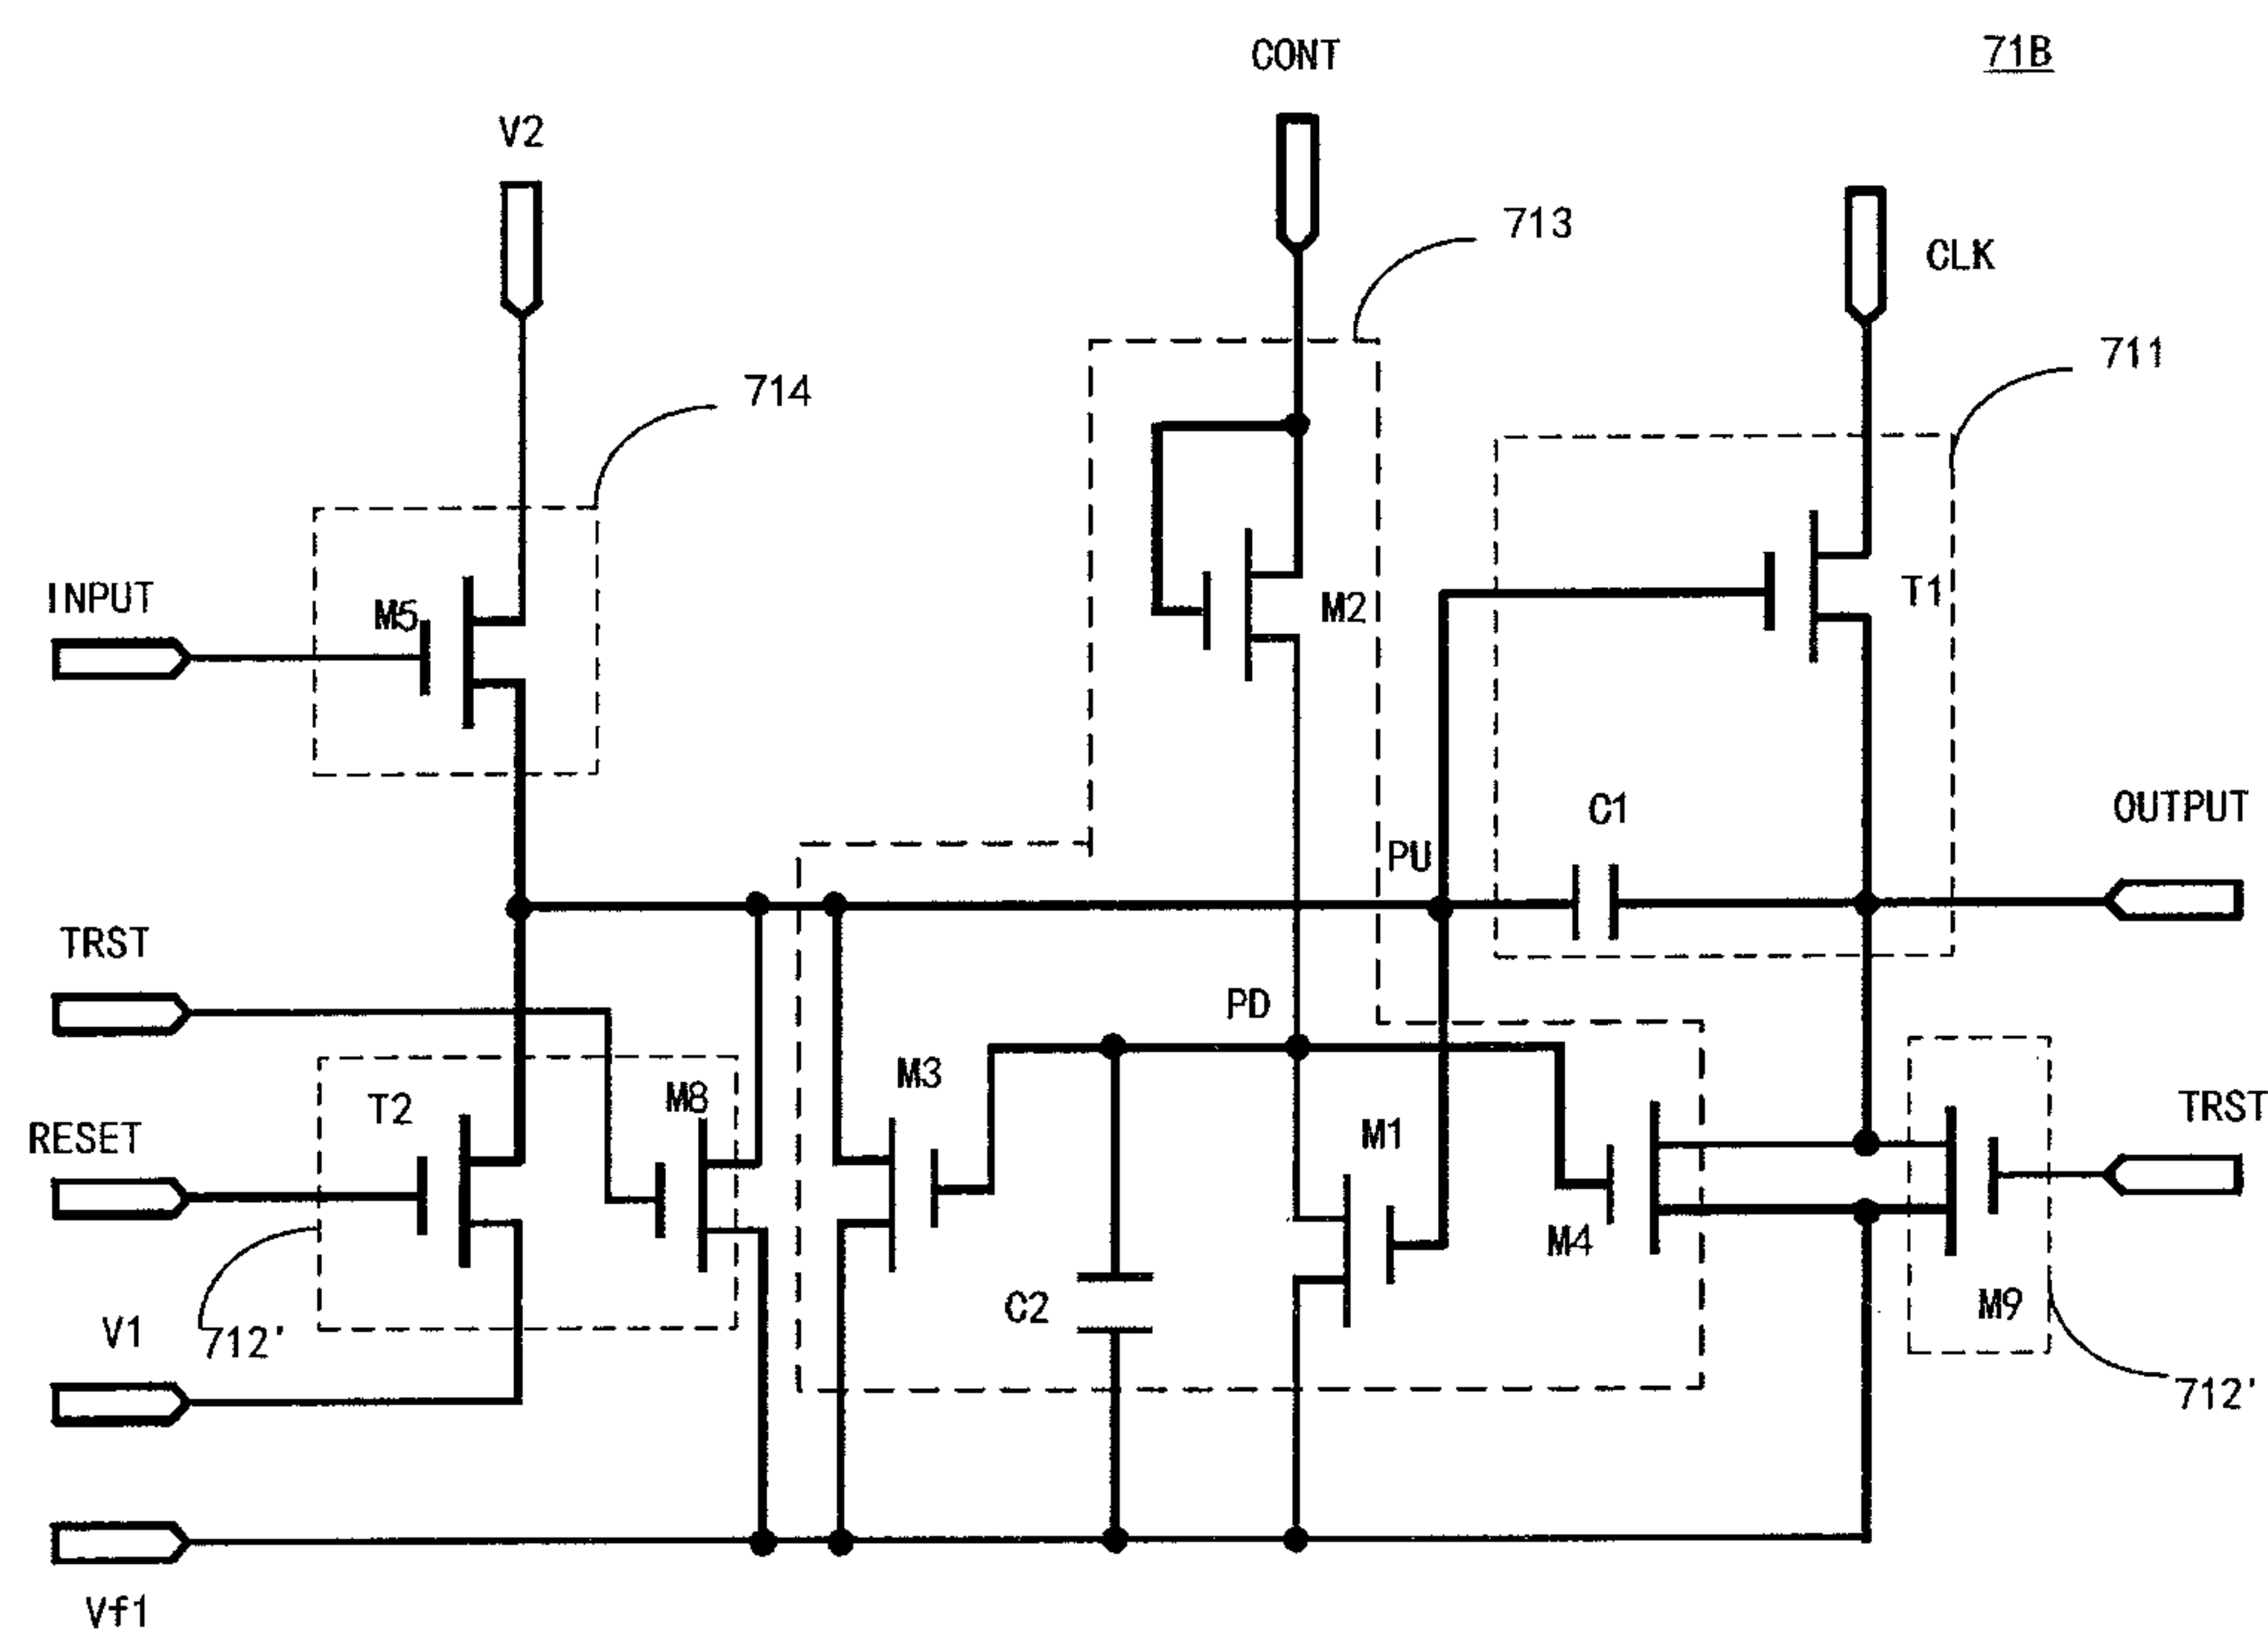 CONT
71B
V2
713
CLK
711
714
INPUT
M5
M2
T1
C1
OUTPUT
PU
TRST
PD
M3
T2
M8
M1
TRST
RESET
M4
C2
M9
V1
712'
712'
Vf1